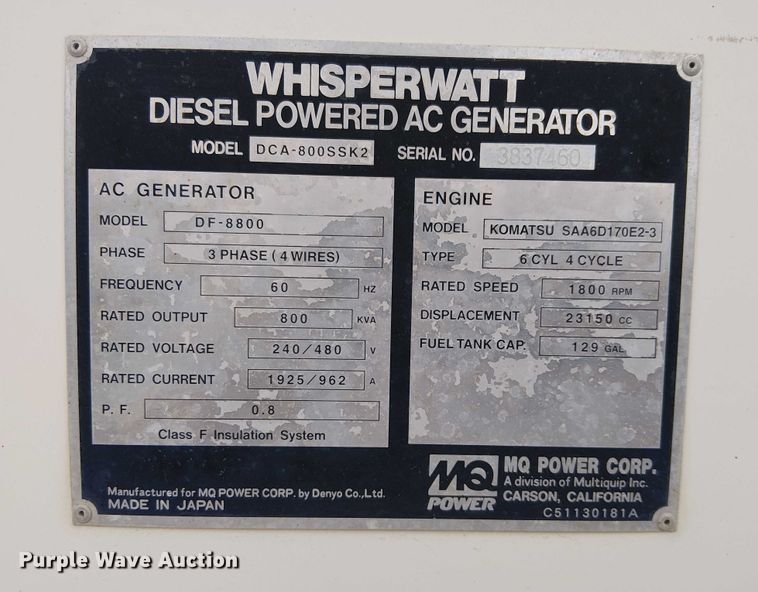 WHISPERWATT
DIESEL POWERED AC GENERATOR
MODEL DCA-800SSK2 SERIAL NO. 3837460
AC GENERATOR
MODEL DF-8800
PHASE 3 PHASE (4 WIRES)
FREQUENCY 60 HZ
RATED OUTPUT 800 KVA
RATED VOLTAGE 240/480 V
RATED CURRENT 1925/962 A
P. F. 0.8
Class F Insulation System
ENGINE
MODEL KOMATSU SAA6D170E2-3
TYPE 6 CYL 4 CYCLE
RATED SPEED 1800 RPM
DISPLACEMENT 23150 CC
FUEL TANK CAP. 129 GAL
Manufactured for MQ POWER CORP. by Denyo Co.,Ltd.
MADE IN JAPAN
MQ
POWER
MQ POWER CORP.
A division of Multiquip Inc.
CARSON, CALIFORNIA
C51130181A
Purple Wave Auction